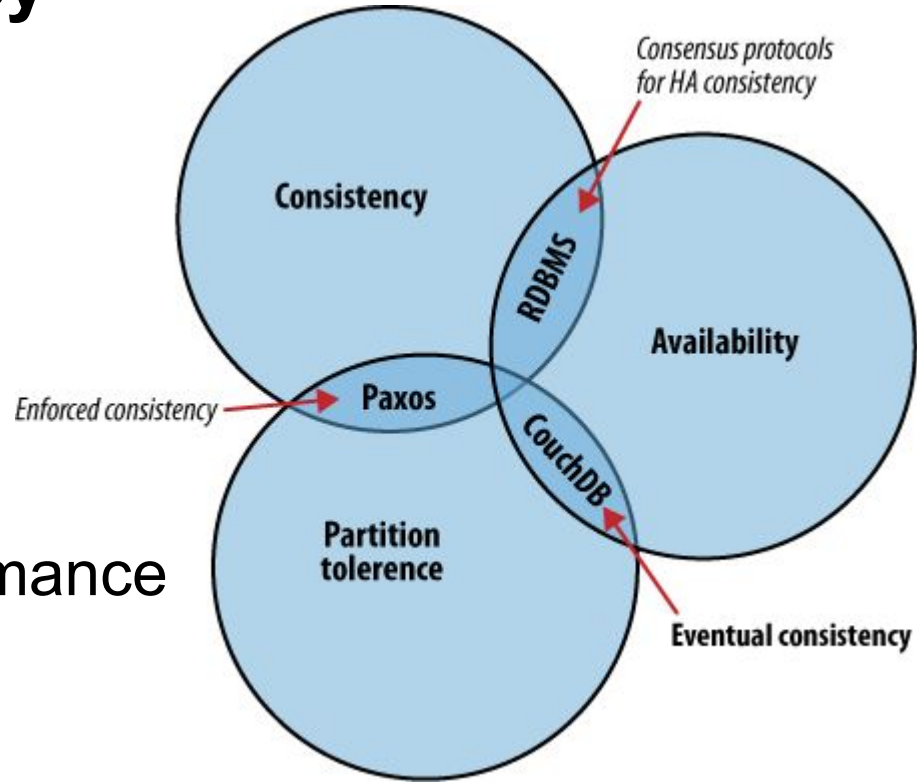 y
Consensus protocols
for HA consistency
Consistency
RDBMS
Availability
Enforced consistency
Paxos
CouchDB
Partition
tolerence
mance
Eventual consistency